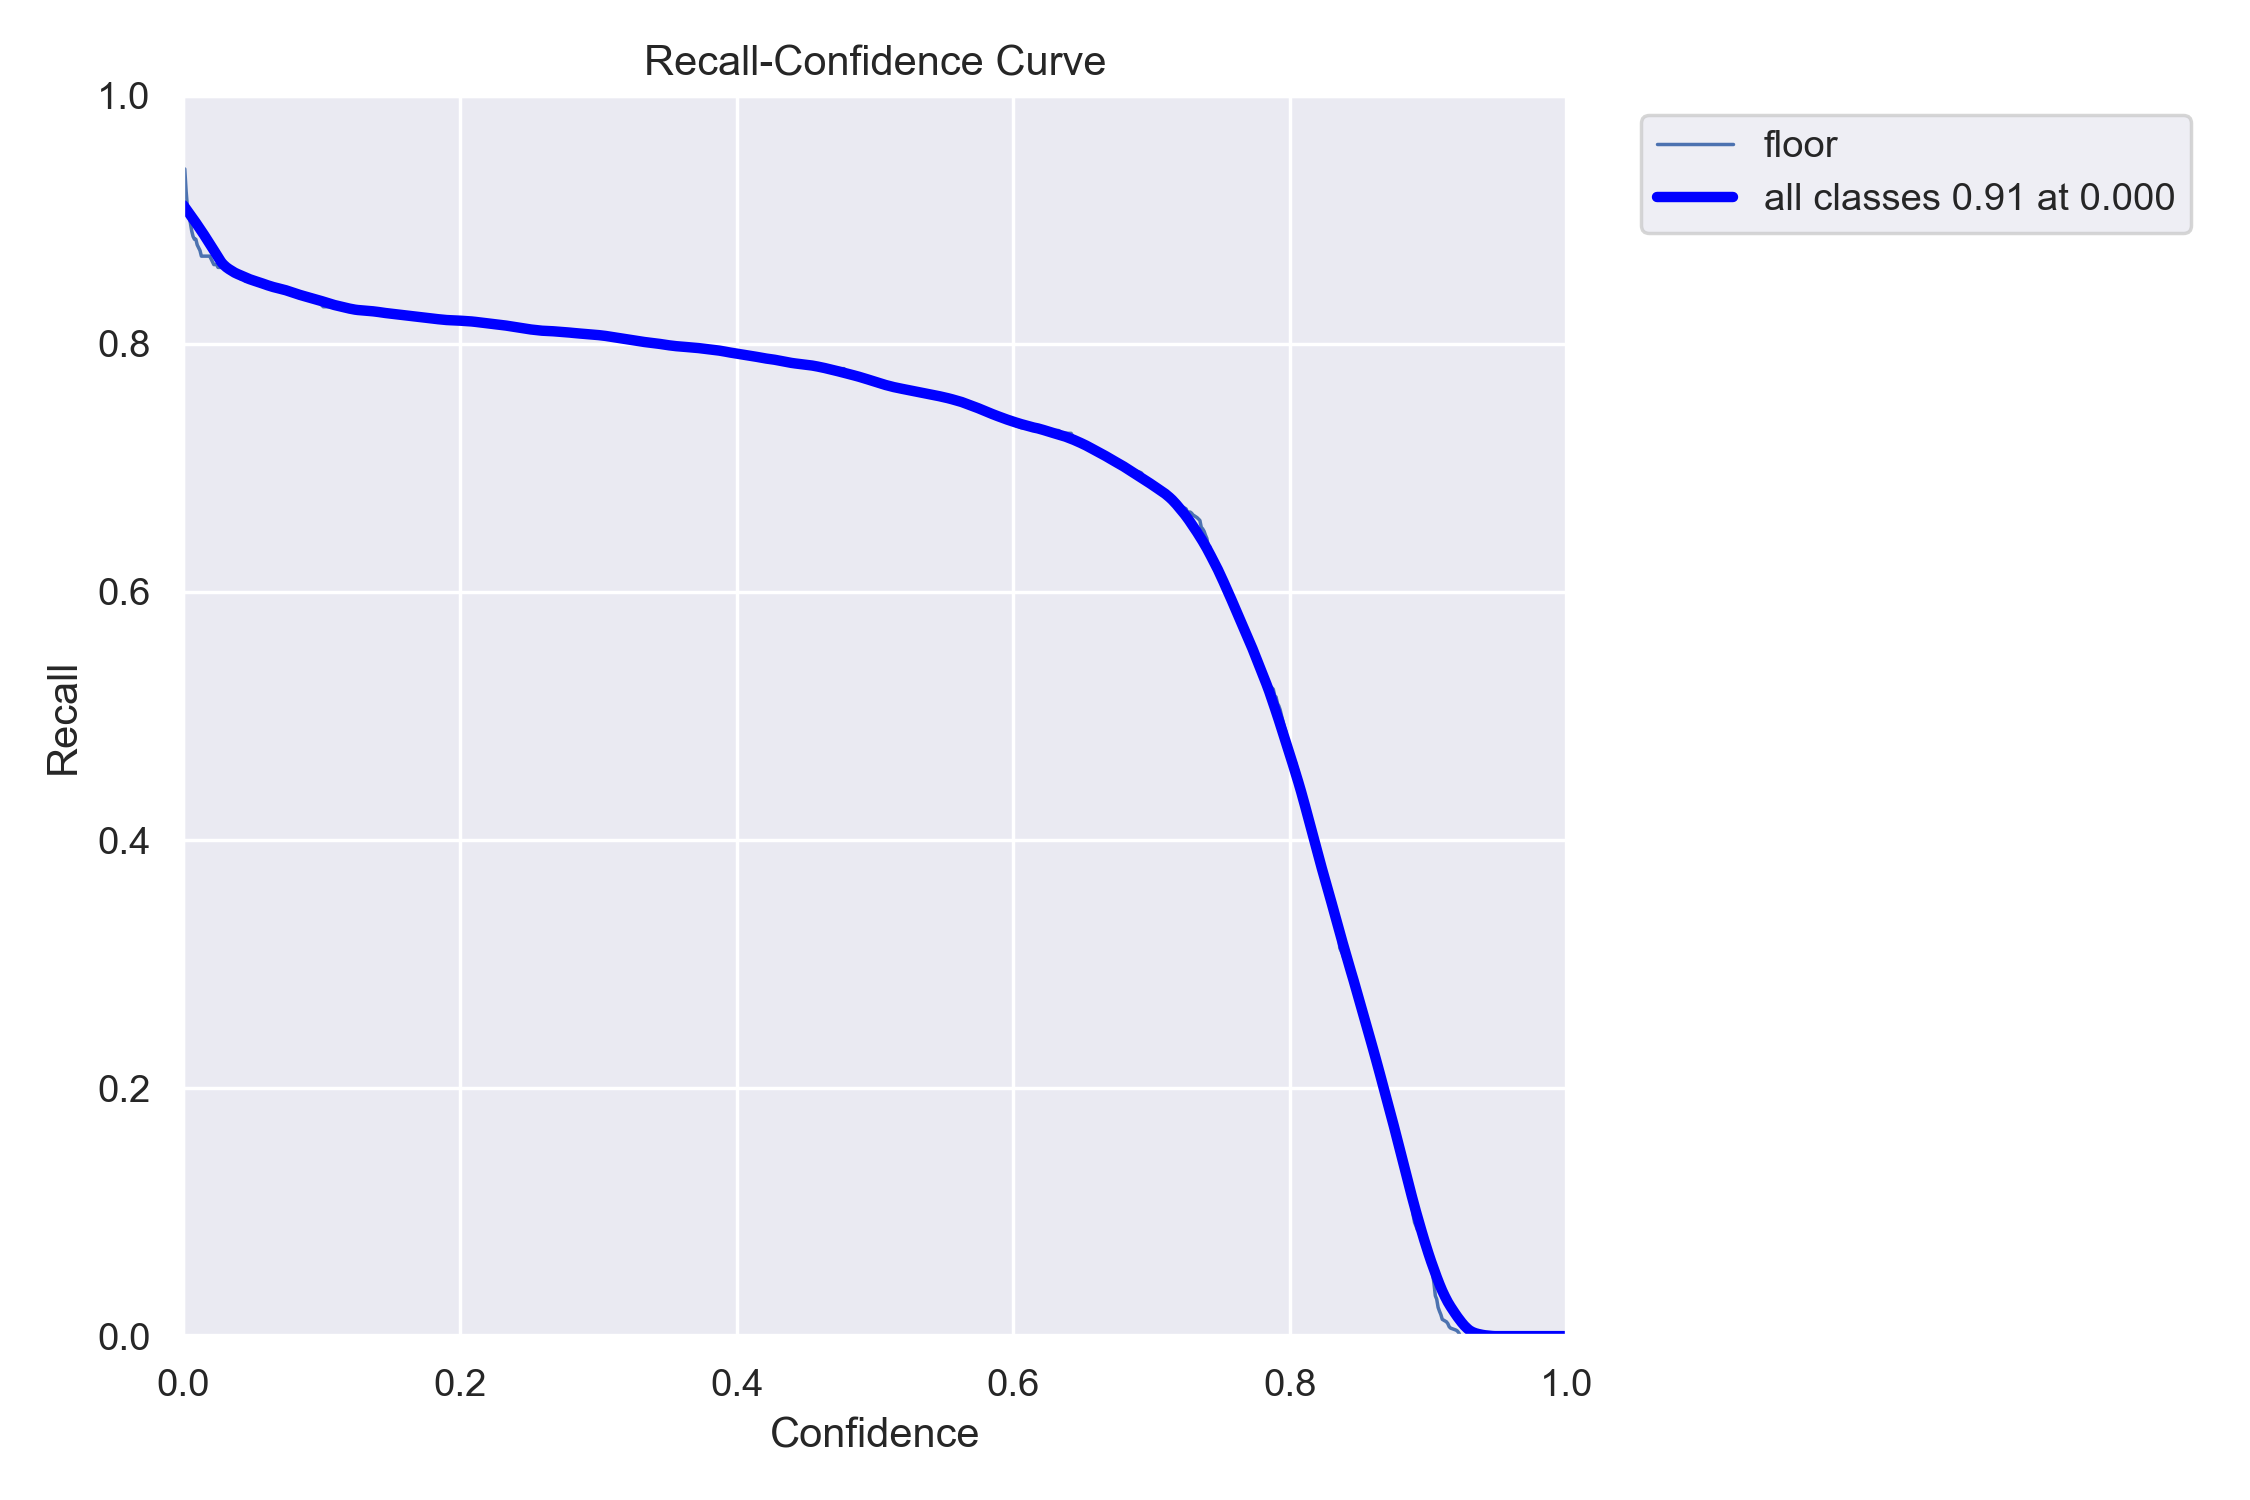 Recall-Confidence Curve
1.0
0.8
0.6
0.4
0.2
0.0
Recall
0.0 0.2 0.4 0.6 0.8 1.0
Confidence
floor
all classes 0.91 at 0.000